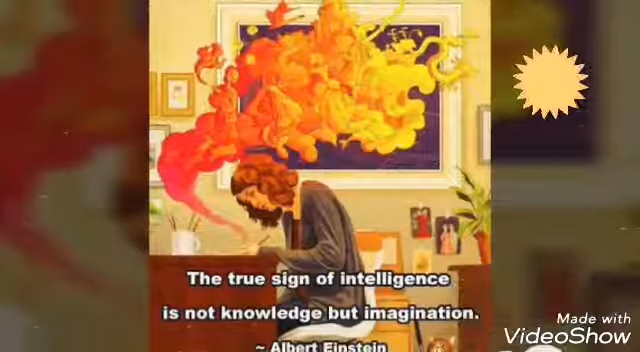 The true sign of intelligence
is not knowledge but imagination.
~ Albert Einstein
Made with
VideoShow